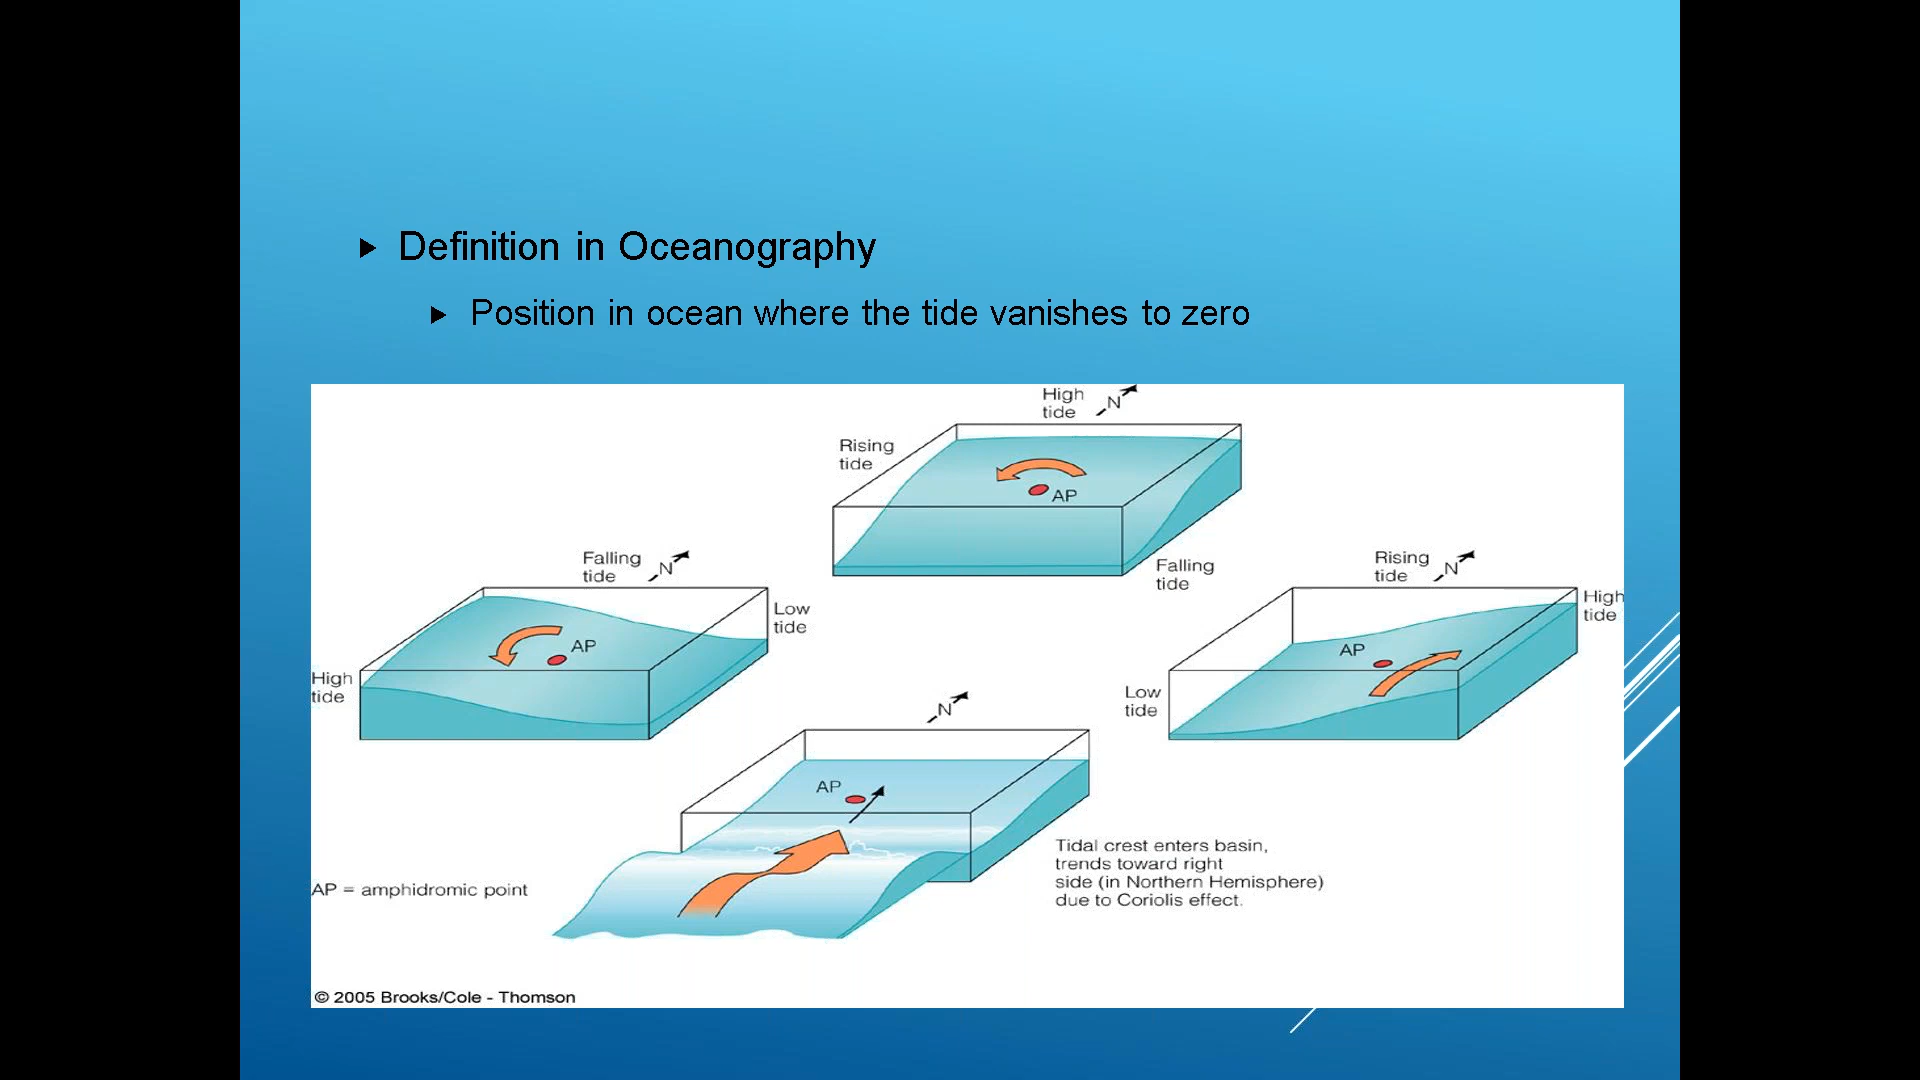 Definition in Oceanography
Position in ocean where the tide vanishes to zero
High
tide
N
Rising
tide
AP
Falling
tide
Falling
tide
N
Low
tide
AP
High
tide
Rising
tide
N
High
tide
AP
Low
tide
N
AP
Tidal crest enters basin,
trends toward right
side (in Northern Hemisphere)
due to Coriolis effect.
AP = amphidromic point
© 2005 Brooks/Cole - Thomson